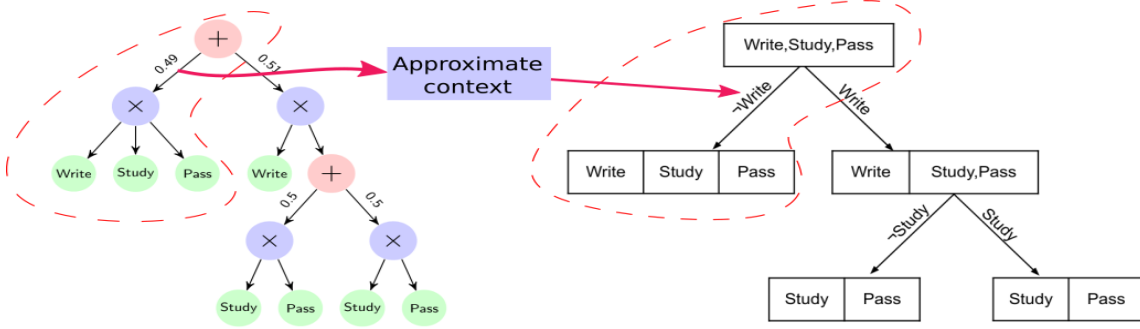 +
0.49
0.51
×
×
Write
Study
Pass
Write
+
0.5
0.5
×
×
Study
Pass
Study
Pass
Approximate
context
Write,Study,Pass
¬Write
Write
Write Study Pass
Write Study,Pass
¬Study
Study
Study Pass
Study Pass